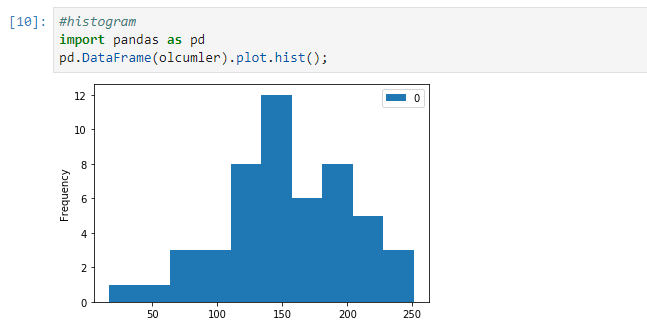 [10]: #histogram
import pandas as pd
pd.DataFrame(olcumler).plot.hist();
0
12
10
8
6
4
2
0
Frequency
50 100 150 200 250